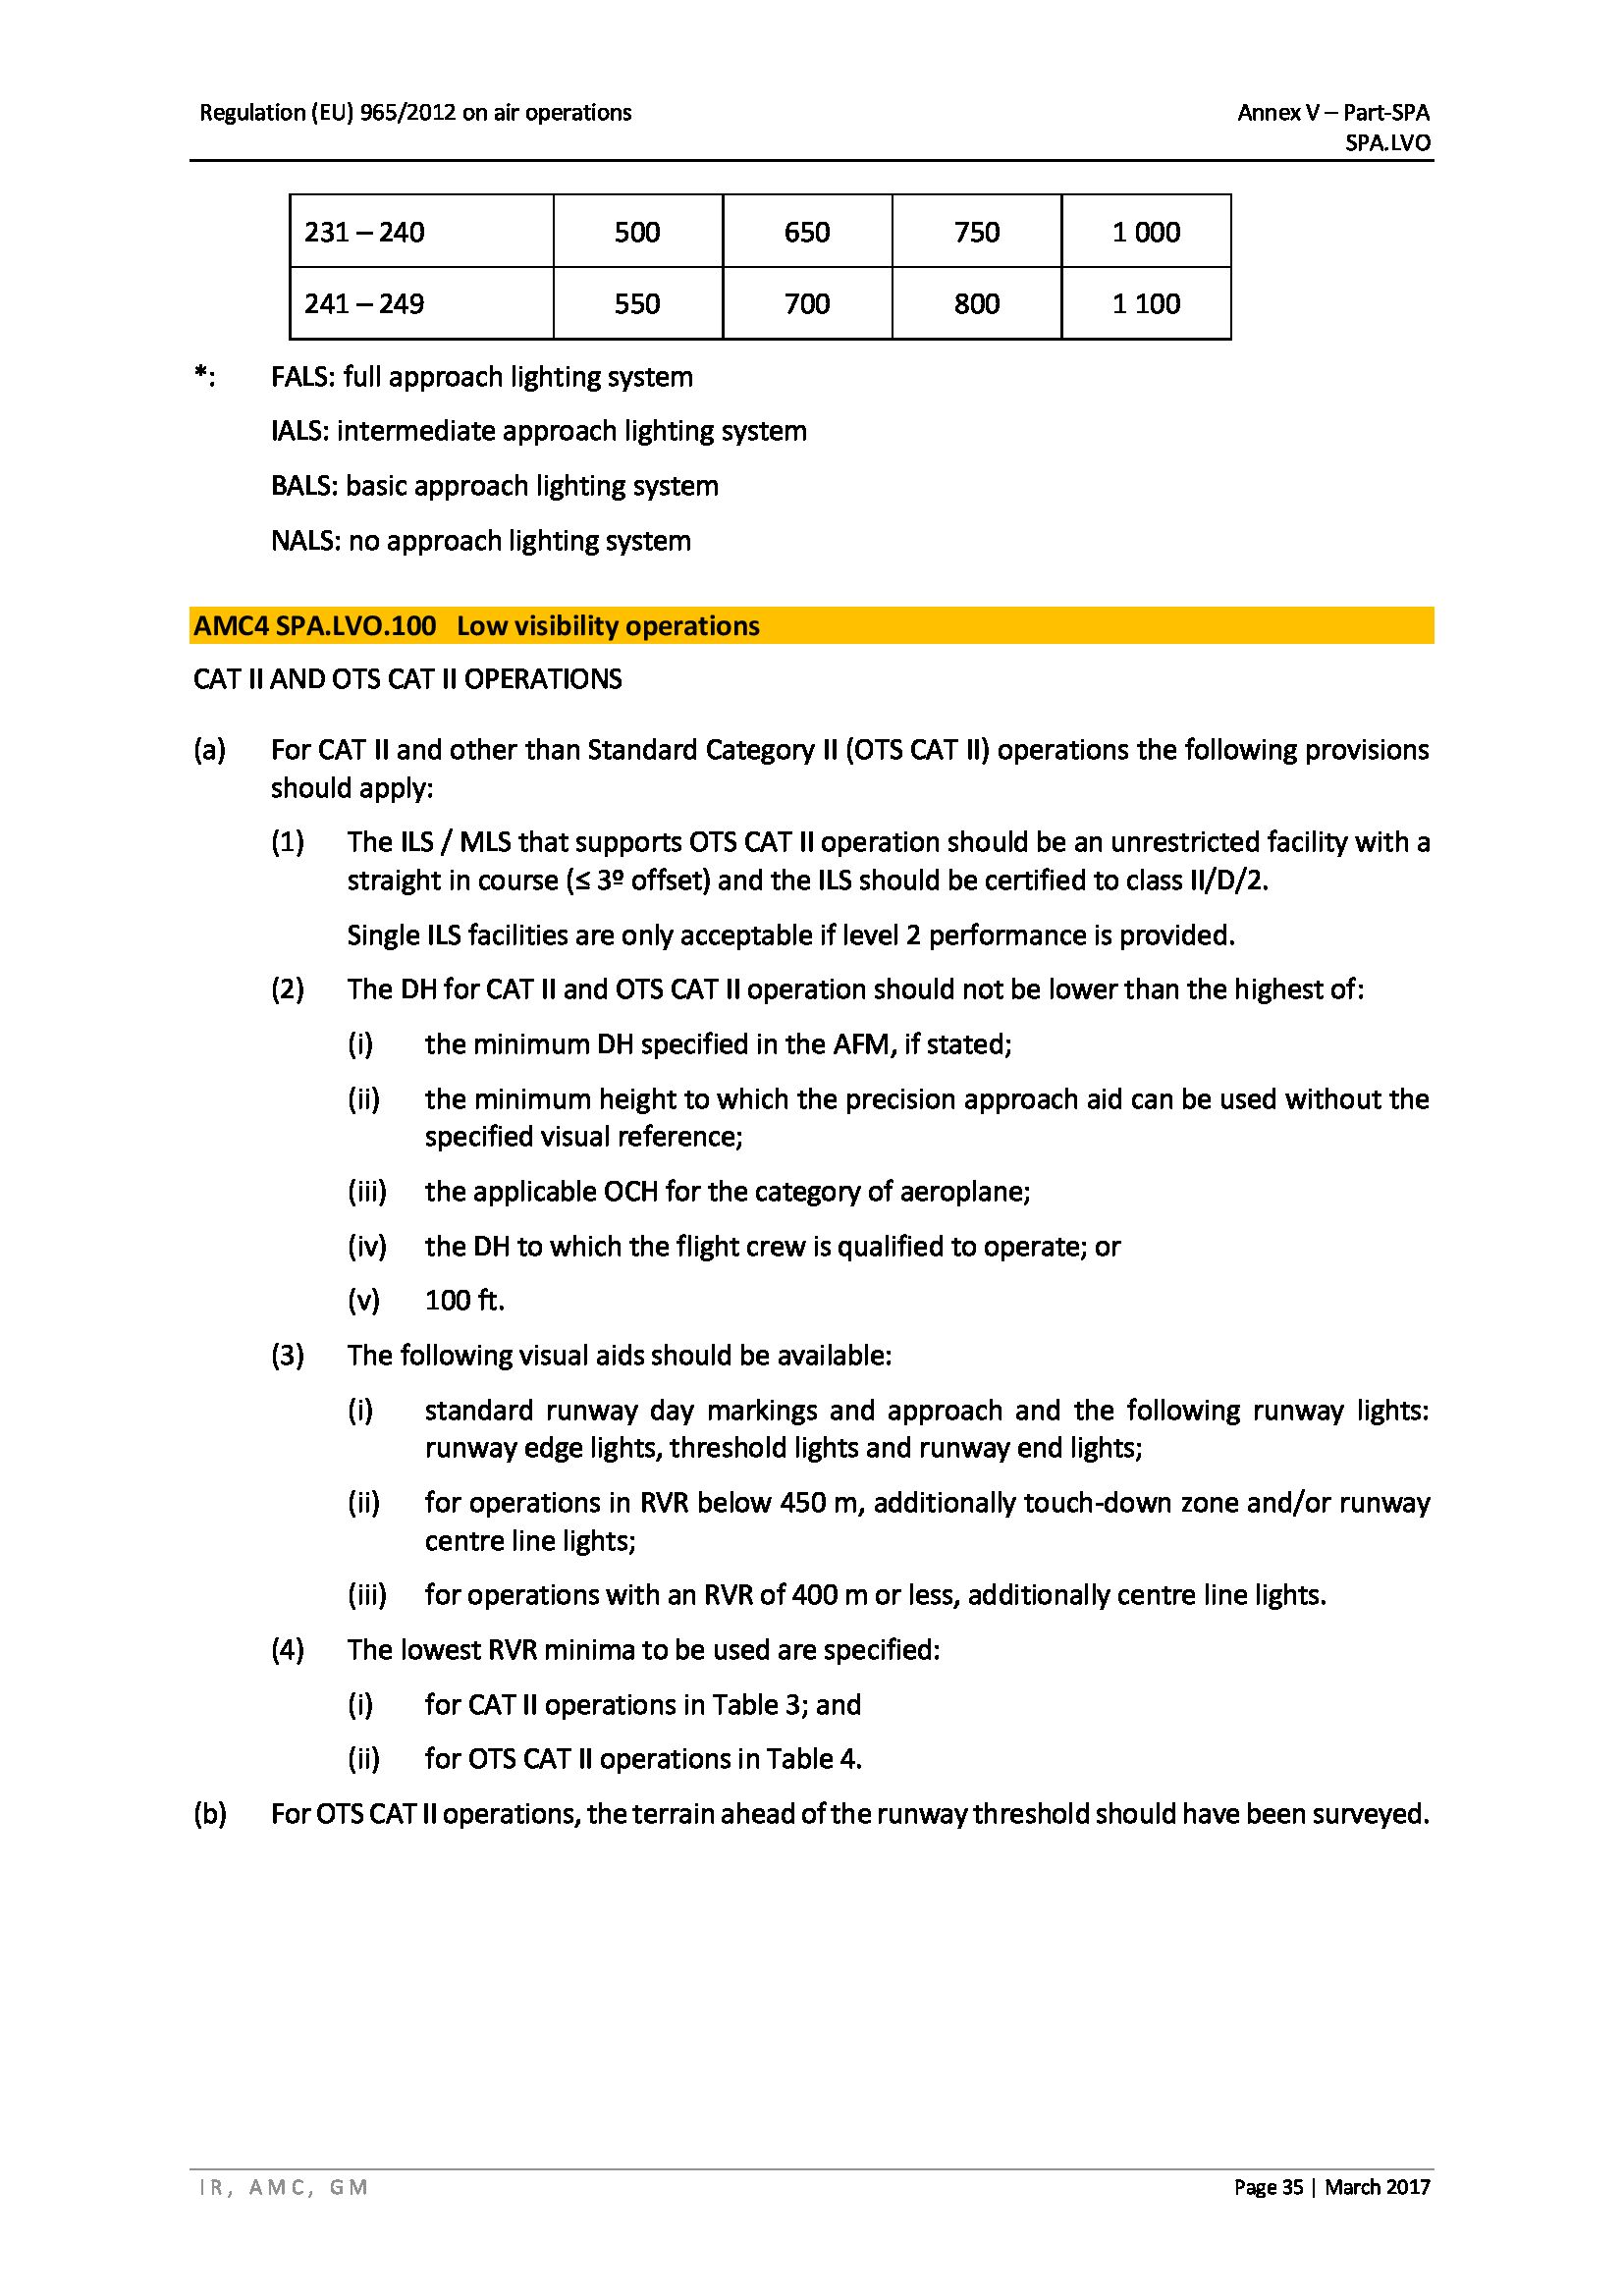 Regulation (EU) 965/2012 on air operations
Annex V – Part-SPA
SPA.LVO
231 – 240 500 650 750 1 000
241 – 249 550 700 800 1 100
*: FALS: full approach lighting system
IALS: intermediate approach lighting system
BALS: basic approach lighting system
NALS: no approach lighting system
AMC4 SPA.LVO.100 Low visibility operations
CAT II AND OTS CAT II OPERATIONS
(a) For CAT II and other than Standard Category II (OTS CAT II) operations the following provisions
should apply:
(1) The ILS / MLS that supports OTS CAT II operation should be an unrestricted facility with a
straight in course (≤ 3º offset) and the ILS should be certified to class II/D/2.
Single ILS facilities are only acceptable if level 2 performance is provided.
(2) The DH for CAT II and OTS CAT II operation should not be lower than the highest of:
(i) the minimum DH specified in the AFM, if stated;
(ii) the minimum height to which the precision approach aid can be used without the
specified visual reference;
(iii) the applicable OCH for the category of aeroplane;
(iv) the DH to which the flight crew is qualified to operate; or
(v) 100 ft.
(3) The following visual aids should be available:
(i) standard runway day markings and approach and the following runway lights:
runway edge lights, threshold lights and runway end lights;
(ii) for operations in RVR below 450 m, additionally touch-down zone and/or runway
centre line lights;
(iii) for operations with an RVR of 400 m or less, additionally centre line lights.
(4) The lowest RVR minima to be used are specified:
(i) for CAT II operations in Table 3; and
(ii) for OTS CAT II operations in Table 4.
(b) For OTS CAT II operations, the terrain ahead of the runway threshold should have been surveyed.
IR, AMC, GM
Page 35 | March 2017